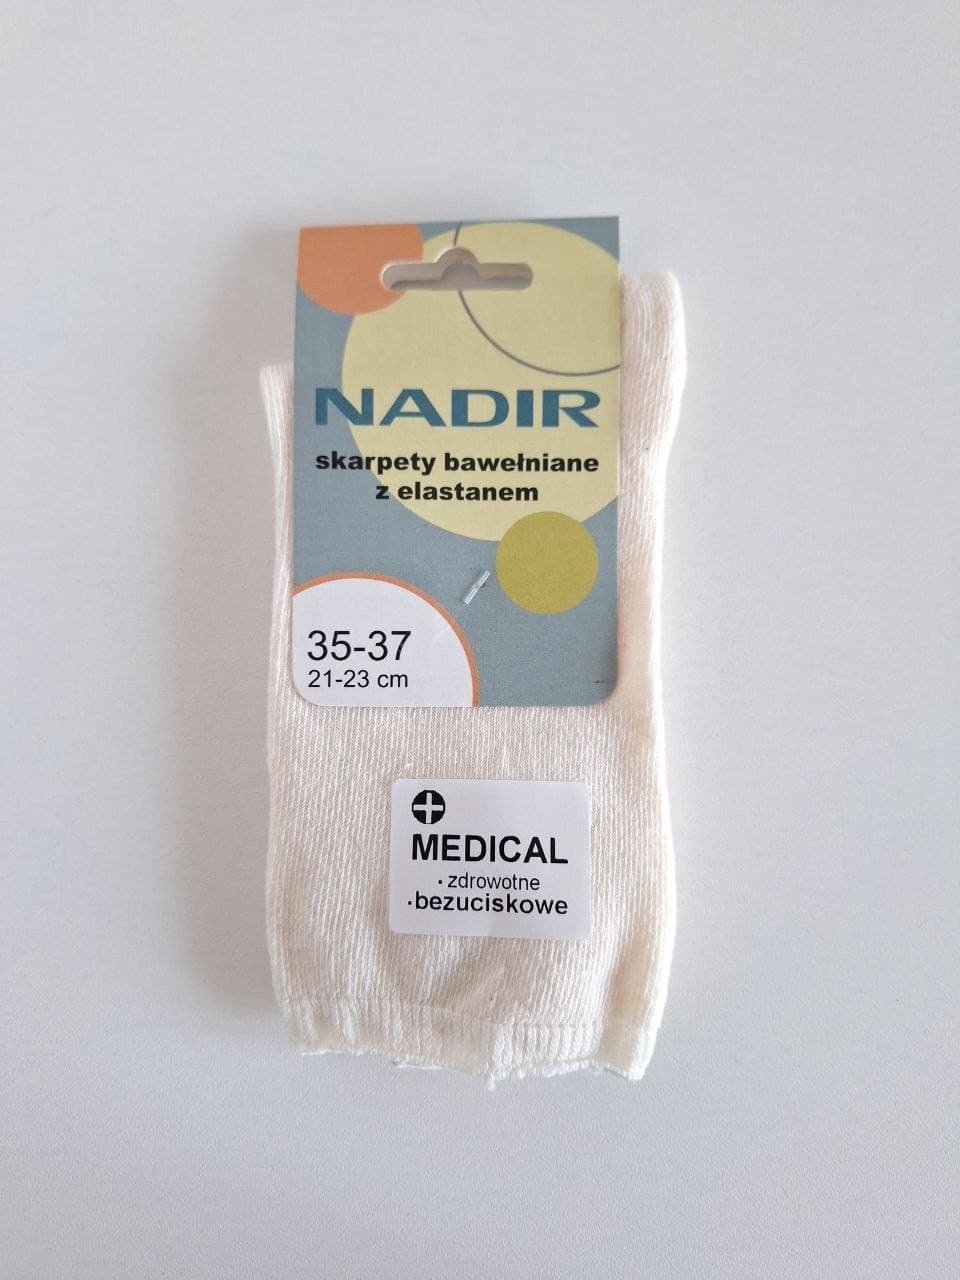 NADIR
skarpety bawełniane
z elastanem
35-37
21-23 cm
MEDICAL
·zdrowotne
·bezuciskowe